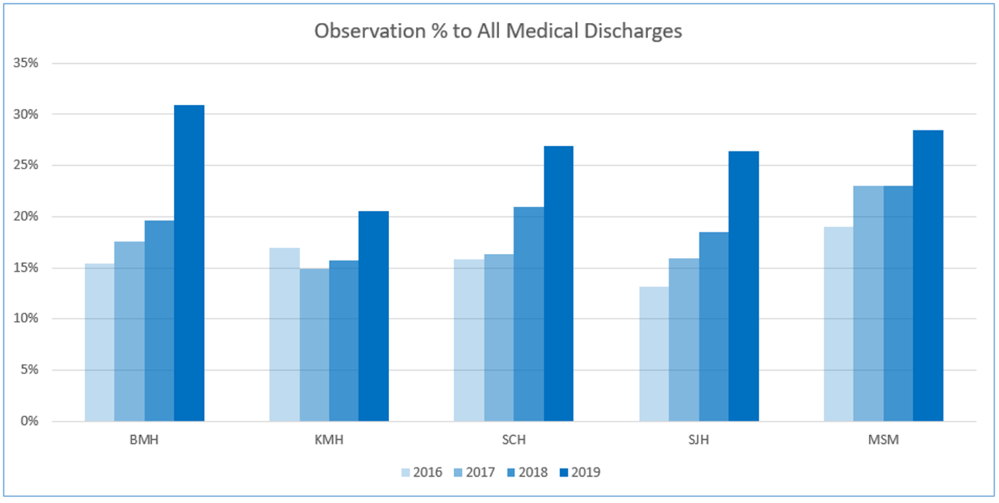 Observation % to All Medical Discharges
35%
30%
25%
20%
15%
10%
5%
0%
BMH KMH SCH SJH MSM
2016 2017 2018 2019